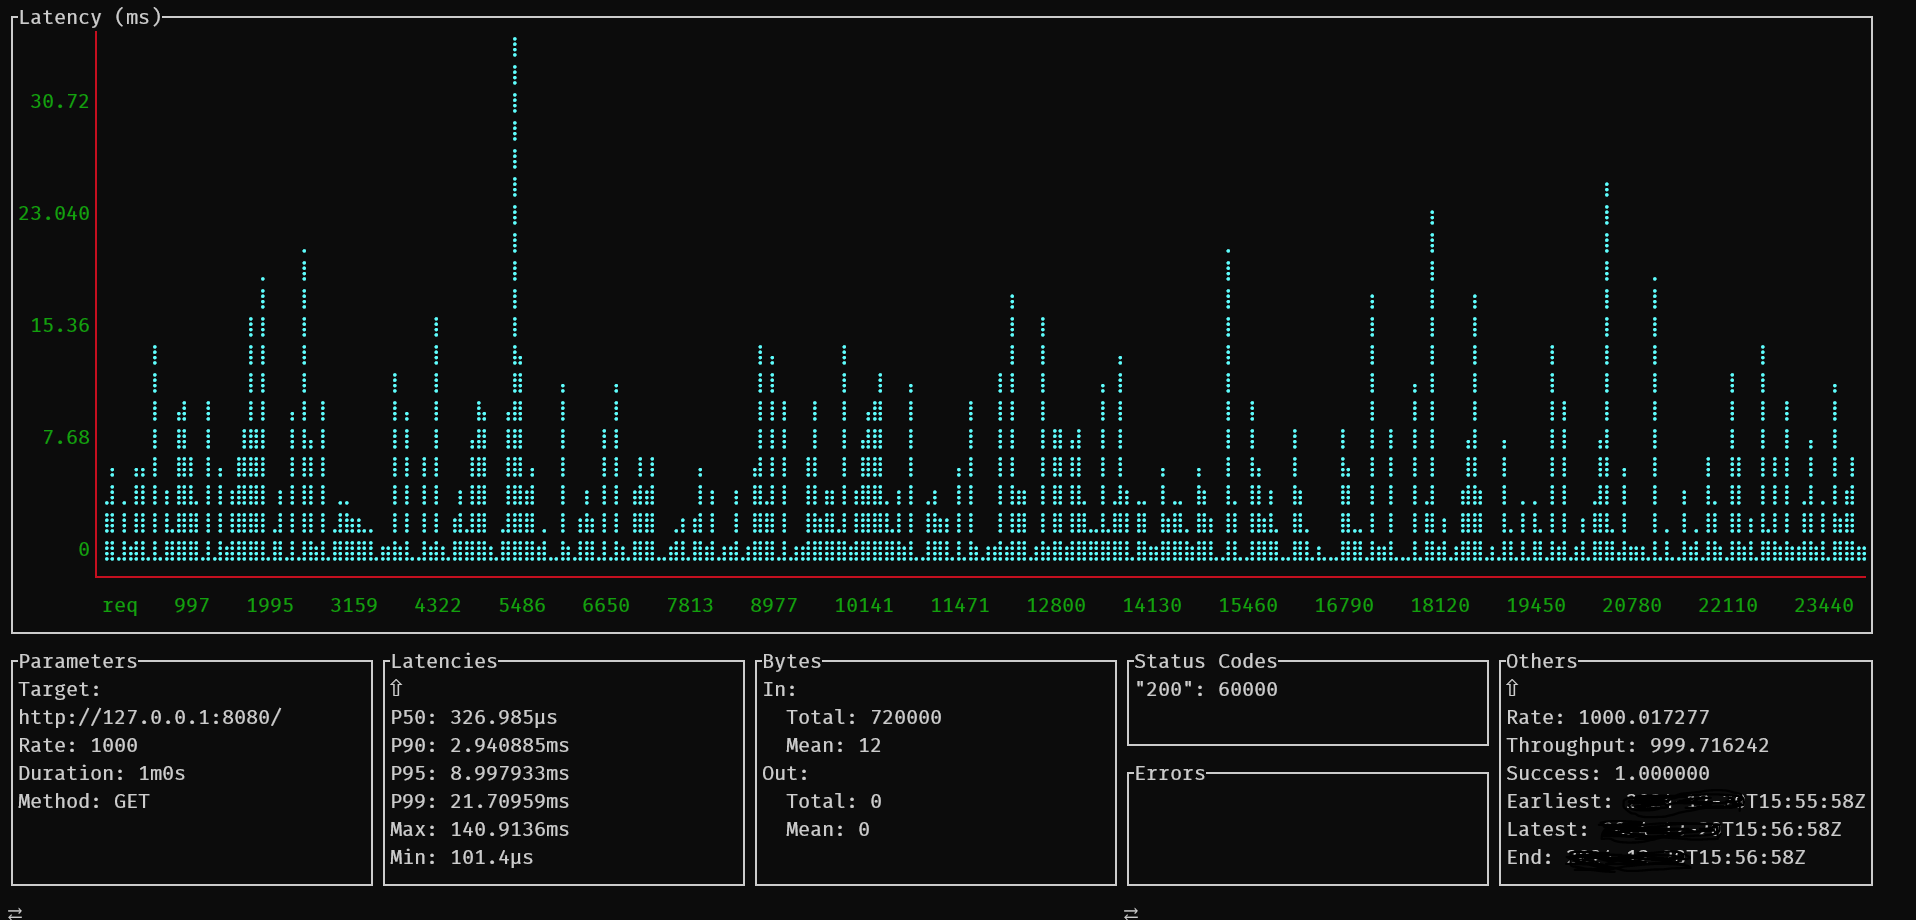 Latency (ms)
30.72
23.040
15.36
7.68
0
req 997 1995 3159 4322 5486 6650 7813 8977 10141 11471 12800 14130 15460 16790 18120 19450 20780 22110 23440
Parameters
Target:
http://127.0.0.1:8080/
Rate: 1000
Duration: 1m0s
Method: GET
Latencies
⇧
P50: 326.985µs
P90: 2.940885ms
P95: 8.997933ms
P99: 21.70959ms
Max: 140.9136ms
Min: 101.4µs
Bytes
In:
Total: 720000
Mean: 12
Out:
Total: 0
Mean: 0
Status Codes
"200": 60000
Errors
Others
⇧
Rate: 1000.017277
Throughput: 999.716242
Success: 1.000000
Earliest: T15:55:58Z
Latest: T15:56:58Z
End: T15:56:58Z
⇄ ⇄